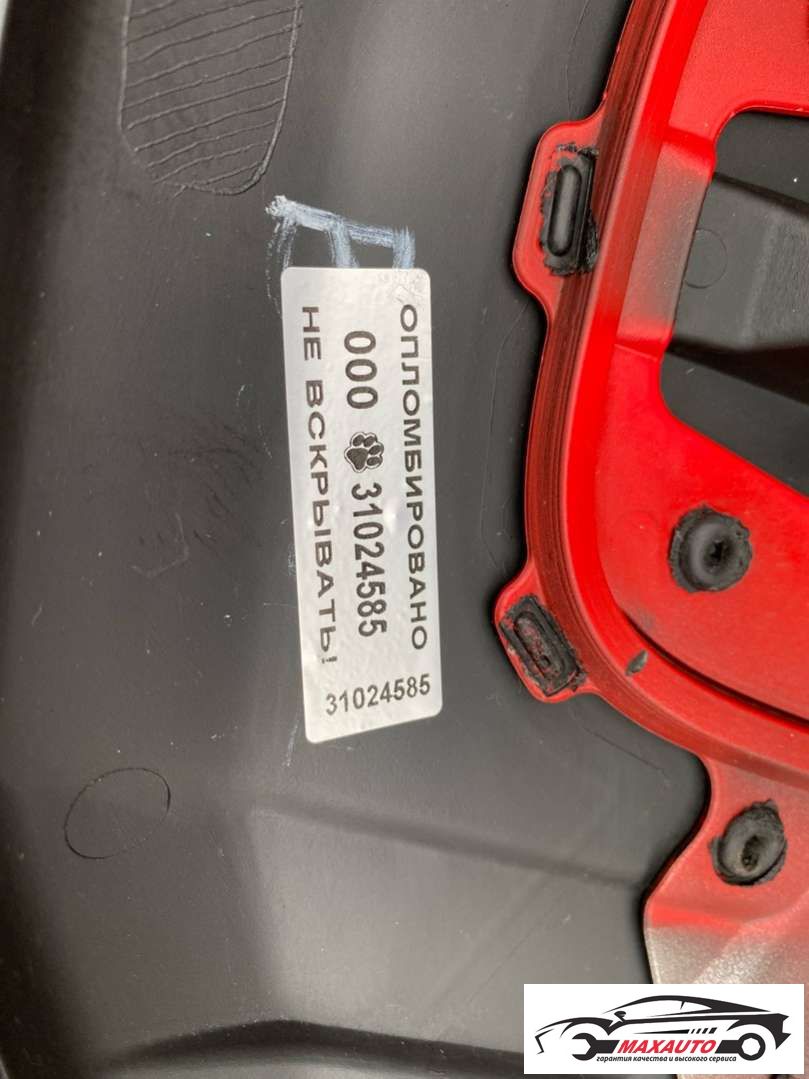 ОПЛОМБИРОВАНО
000 31024585
НЕ ВСКРЫВАТЬ!
31024585
MAXAUTO
гарантия качества и высокого сервиса